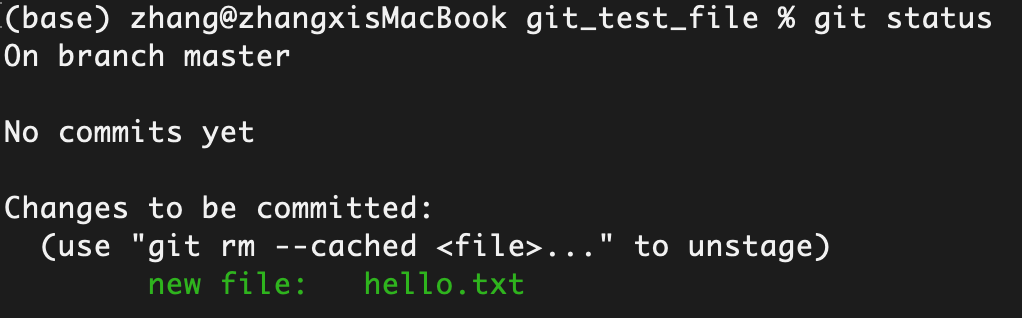 (base) zhang@zhangxisMacBook git_test_file % git status
On branch master
No commits yet
Changes to be committed:
(use "git rm --cached <file>..." to unstage)
new file: hello.txt